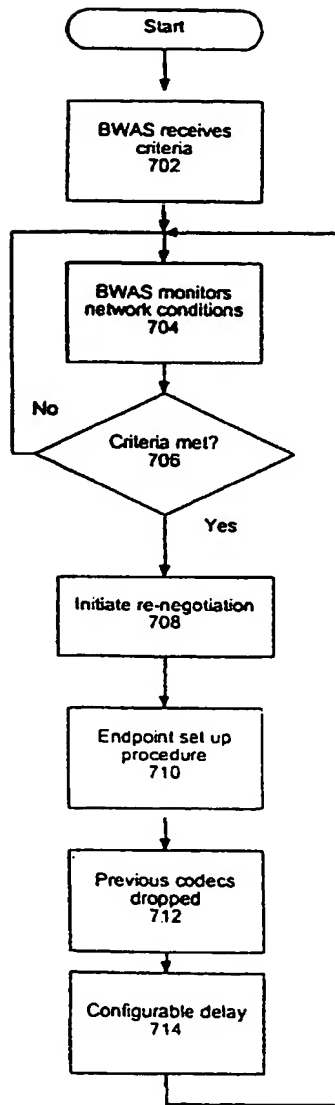 Start
BWAS receives
criteria
702
BWAS monitors
network conditions
704
No
Criteria met?
706
Yes
Initiate re-negotiation
708
Endpoint set up
procedure
710
Previous codecs
dropped
712
Configurable delay
714